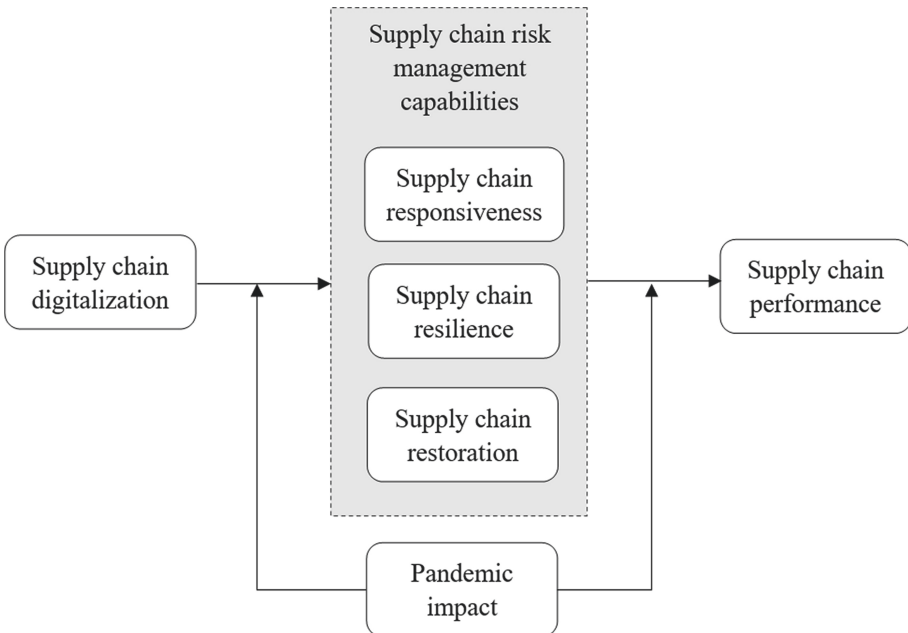 Supply chain risk
management
capabilities
Supply chain
responsiveness
Supply chain
digitalization
Supply chain
resilience
Supply chain
performance
Supply chain
restoration
Pandemic
impact